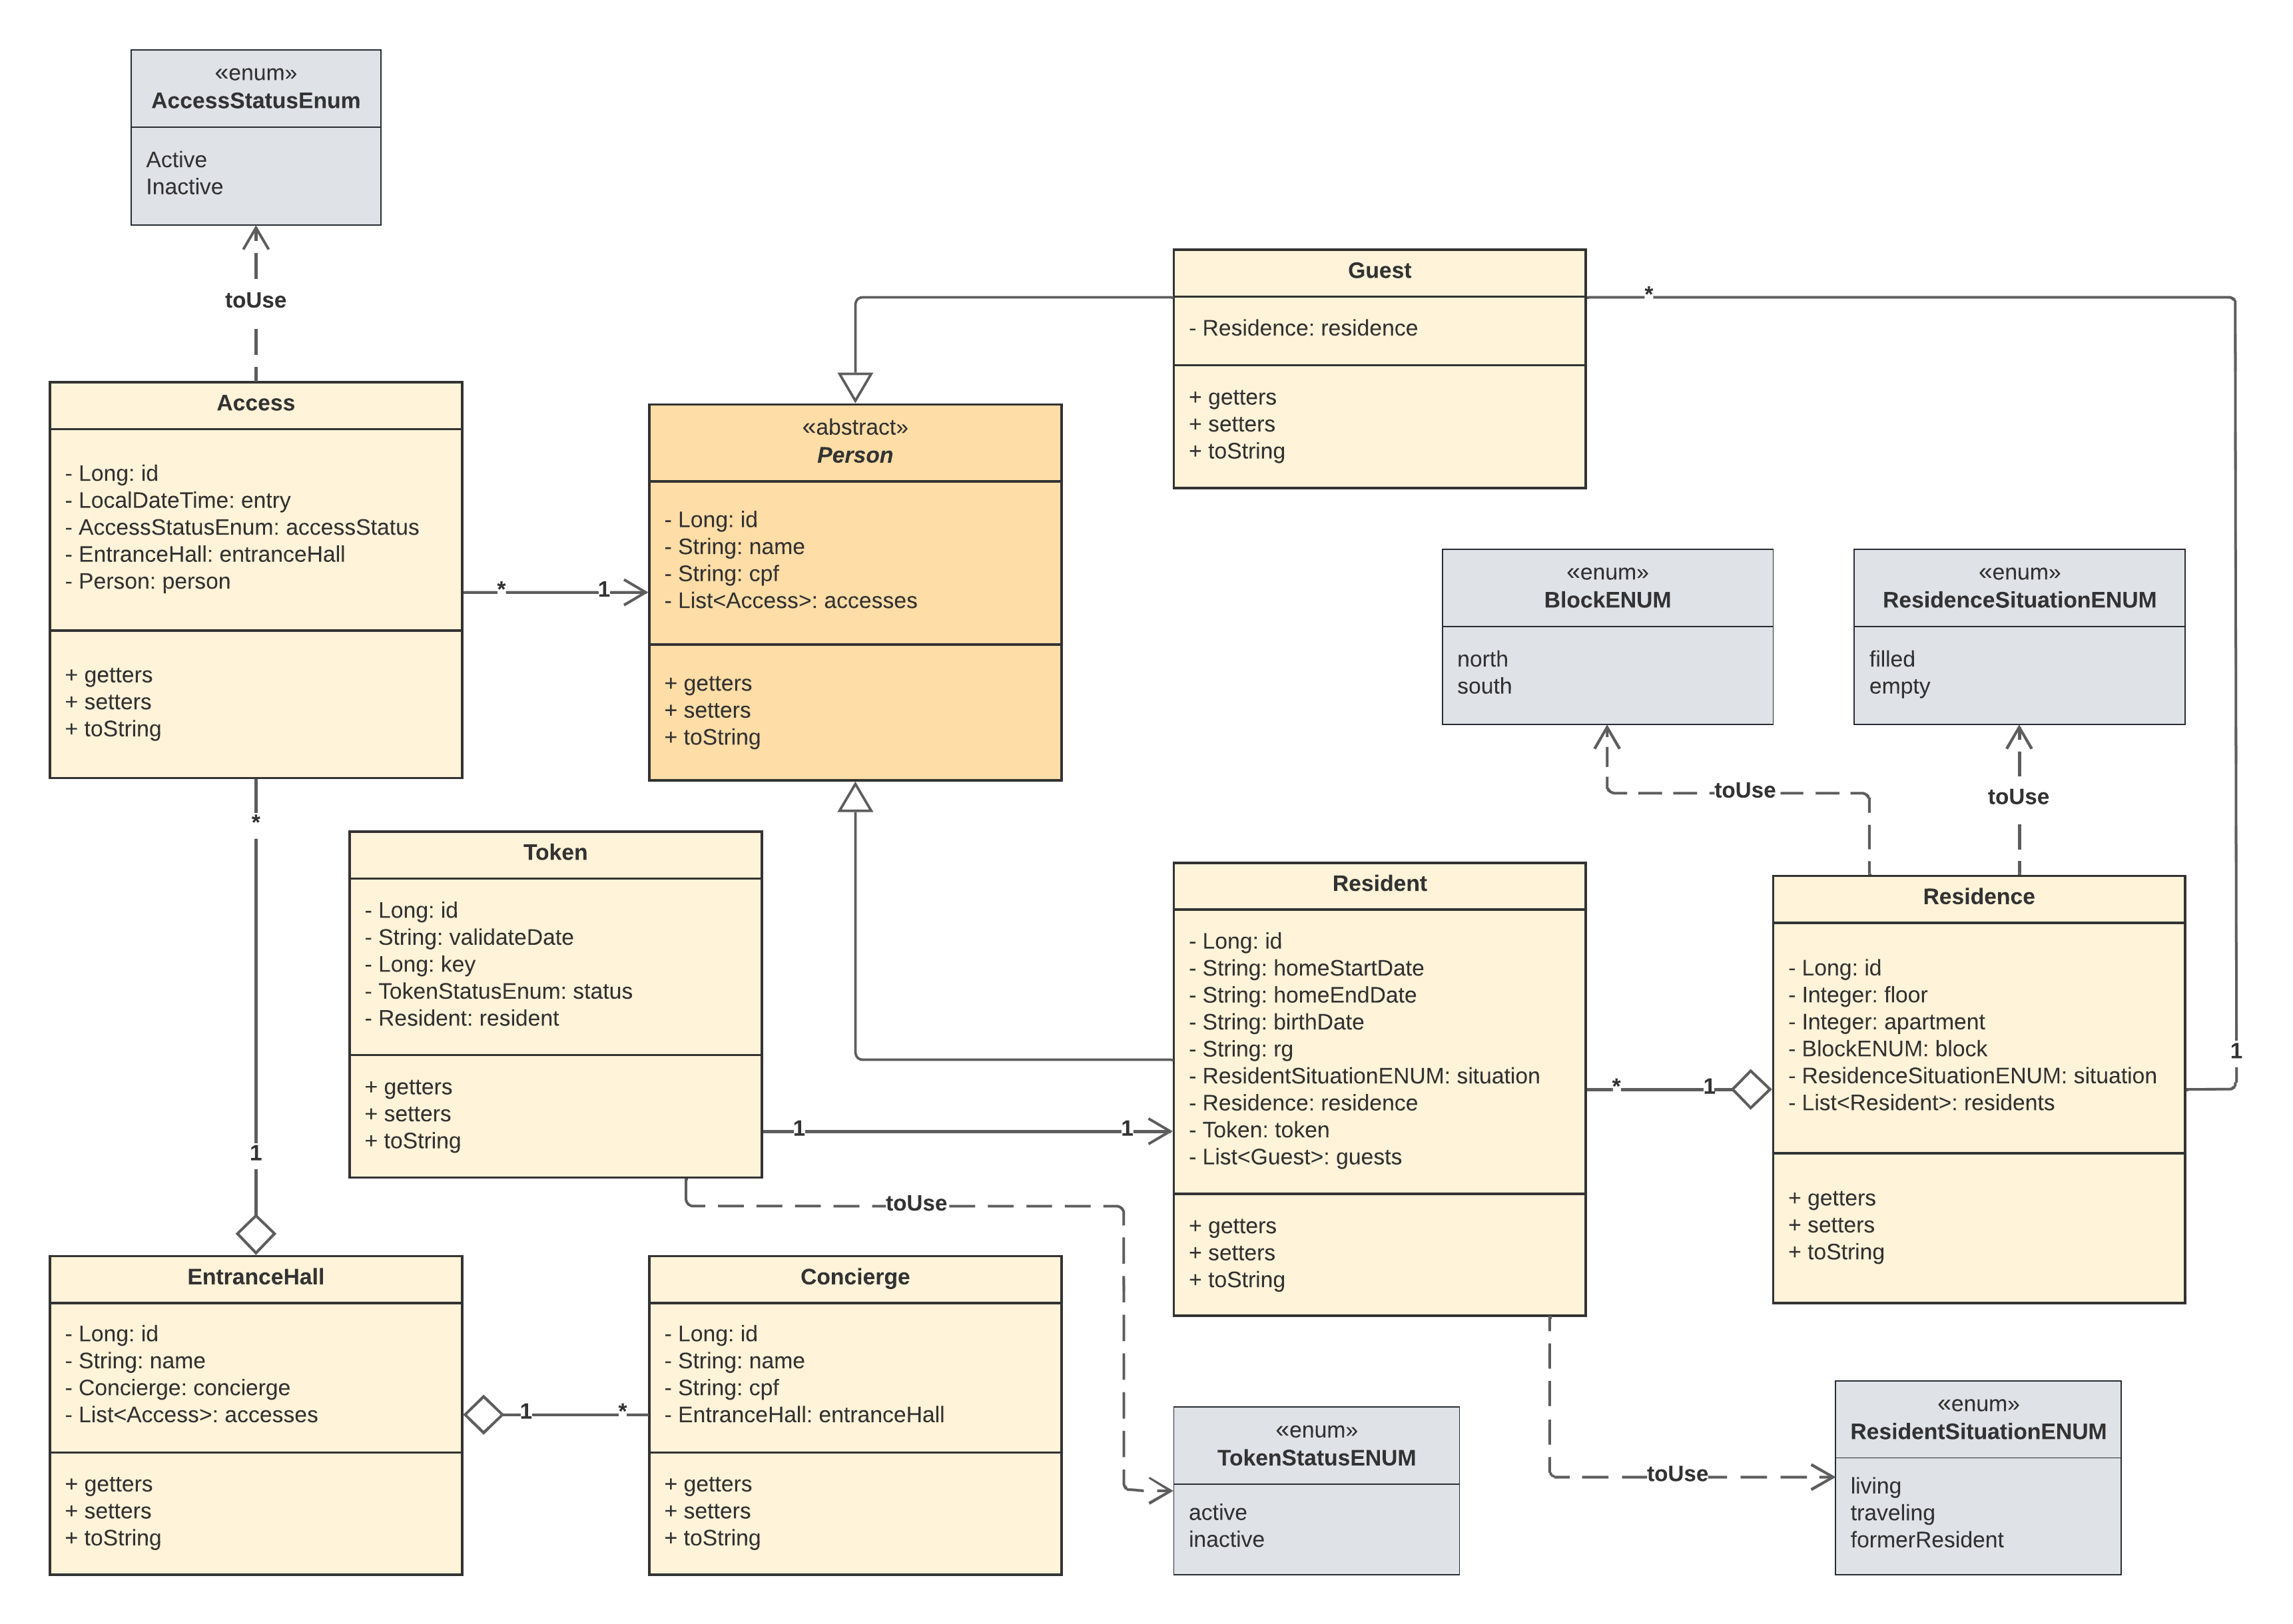 «enum»
AccessStatusEnum
Active
Inactive
toUse
Access
- Long: id
- LocalDateTime: entry
- AccessStatusEnum: accessStatus
- EntranceHall: entranceHall
- Person: person
+ getters
+ setters
+ toString
* 1
«abstract»
Person
- Long: id
- String: name
- String: cpf
- List<Access>: accesses
+ getters
+ setters
+ toString
Guest
- Residence: residence
+ getters
+ setters
+ toString
*
1
«enum»
BlockENUM
north
south
toUse
«enum»
ResidenceSituationENUM
filled
empty
toUse
*
1
Token
- Long: id
- String: validateDate
- Long: key
- TokenStatusEnum: status
- Resident: resident
+ getters
+ setters
+ toString
1 1
toUse
Resident
- Long: id
- String: homeStartDate
- String: homeEndDate
- String: birthDate
- String: rg
- ResidentSituationENUM: situation
- Residence: residence
- Token: token
- List<Guest>: guests
+ getters
+ setters
+ toString
* 1
Residence
- Long: id
- Integer: floor
- Integer: apartment
- BlockENUM: block
- ResidenceSituationENUM: situation
- List<Resident>: residents
+ getters
+ setters
+ toString
EntranceHall
- Long: id
- String: name
- Concierge: concierge
- List<Access>: accesses
+ getters
+ setters
+ toString
1 *
Concierge
- Long: id
- String: name
- String: cpf
- EntranceHall: entranceHall
+ getters
+ setters
+ toString
«enum»
TokenStatusENUM
active
inactive
toUse
«enum»
ResidentSituationENUM
living
traveling
formerResident